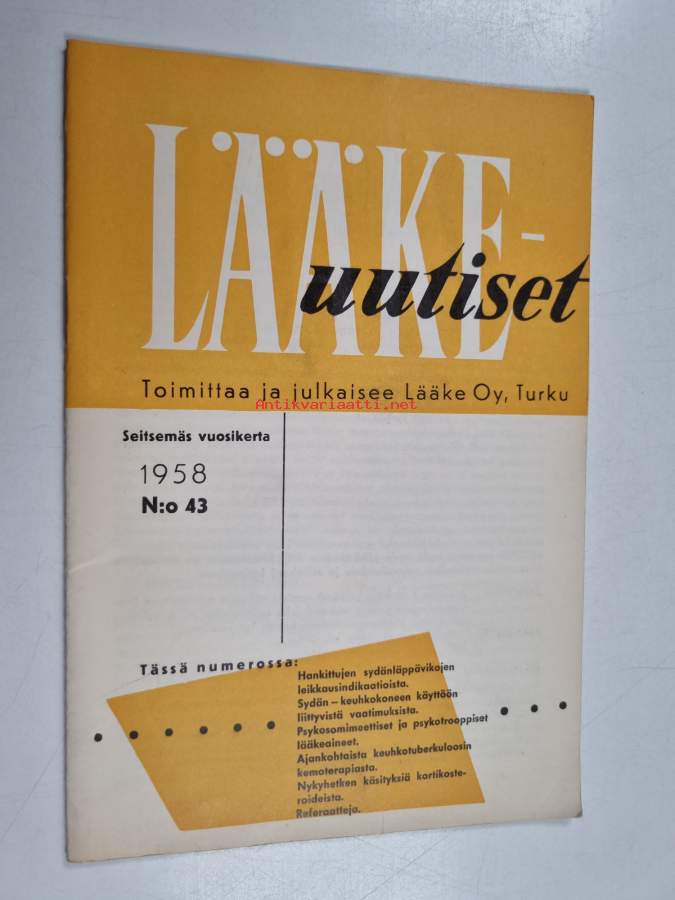 LÄÄKE-
uutiset
Toimittaa ja julkaisee Lääke Oy, Turku
Antikvariaatti.net
Seitsemäs vuosikerta
1958
N:o 43
Tässä numerossa:
Hankittujen sydänläppävikojen
leikkausindikaatioista.
Sydän – keuhkokoneen käyttöön
liittyvistä vaatimuksista.
Psykosomimeettiset ja psykotrooppiset
lääkeaineet.
Ajankohtaista keuhkotuberkuloosin
kemoterapiasta.
Nykyhetken käsityksiä kortikoste-
roideista.
Referaatteja.